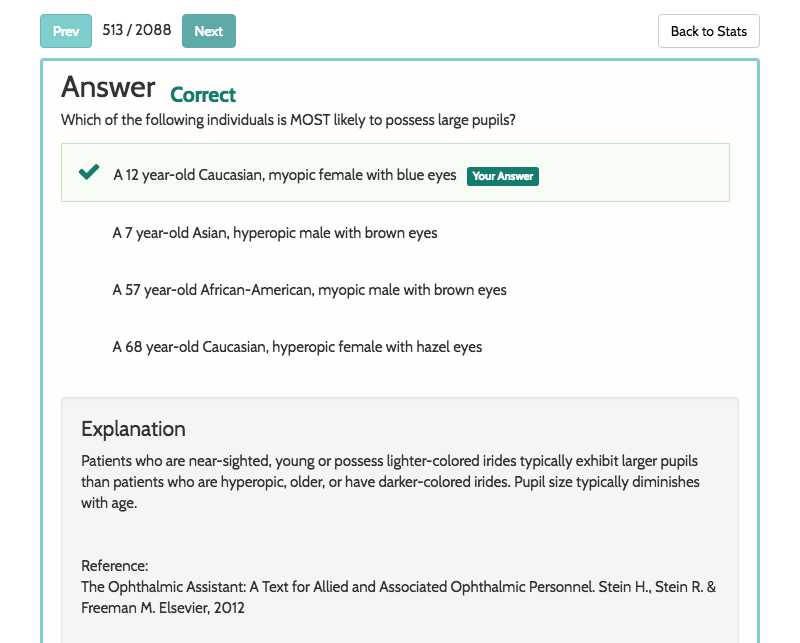 Prev 513 / 2088 Next Back to Stats
Answer Correct
Which of the following individuals is MOST likely to possess large pupils?
A 12 year-old Caucasian, myopic female with blue eyes Your Answer
A 7 year-old Asian, hyperopic male with brown eyes
A 57 year-old African-American, myopic male with brown eyes
A 68 year-old Caucasian, hyperopic female with hazel eyes
Explanation
Patients who are near-sighted, young or possess lighter-colored irides typically exhibit larger pupils
than patients who are hyperopic, older, or have darker-colored irides. Pupil size typically diminishes
with age.
Reference:
The Ophthalmic Assistant: A Text for Allied and Associated Ophthalmic Personnel. Stein H., Stein R. &
Freeman M. Elsevier, 2012